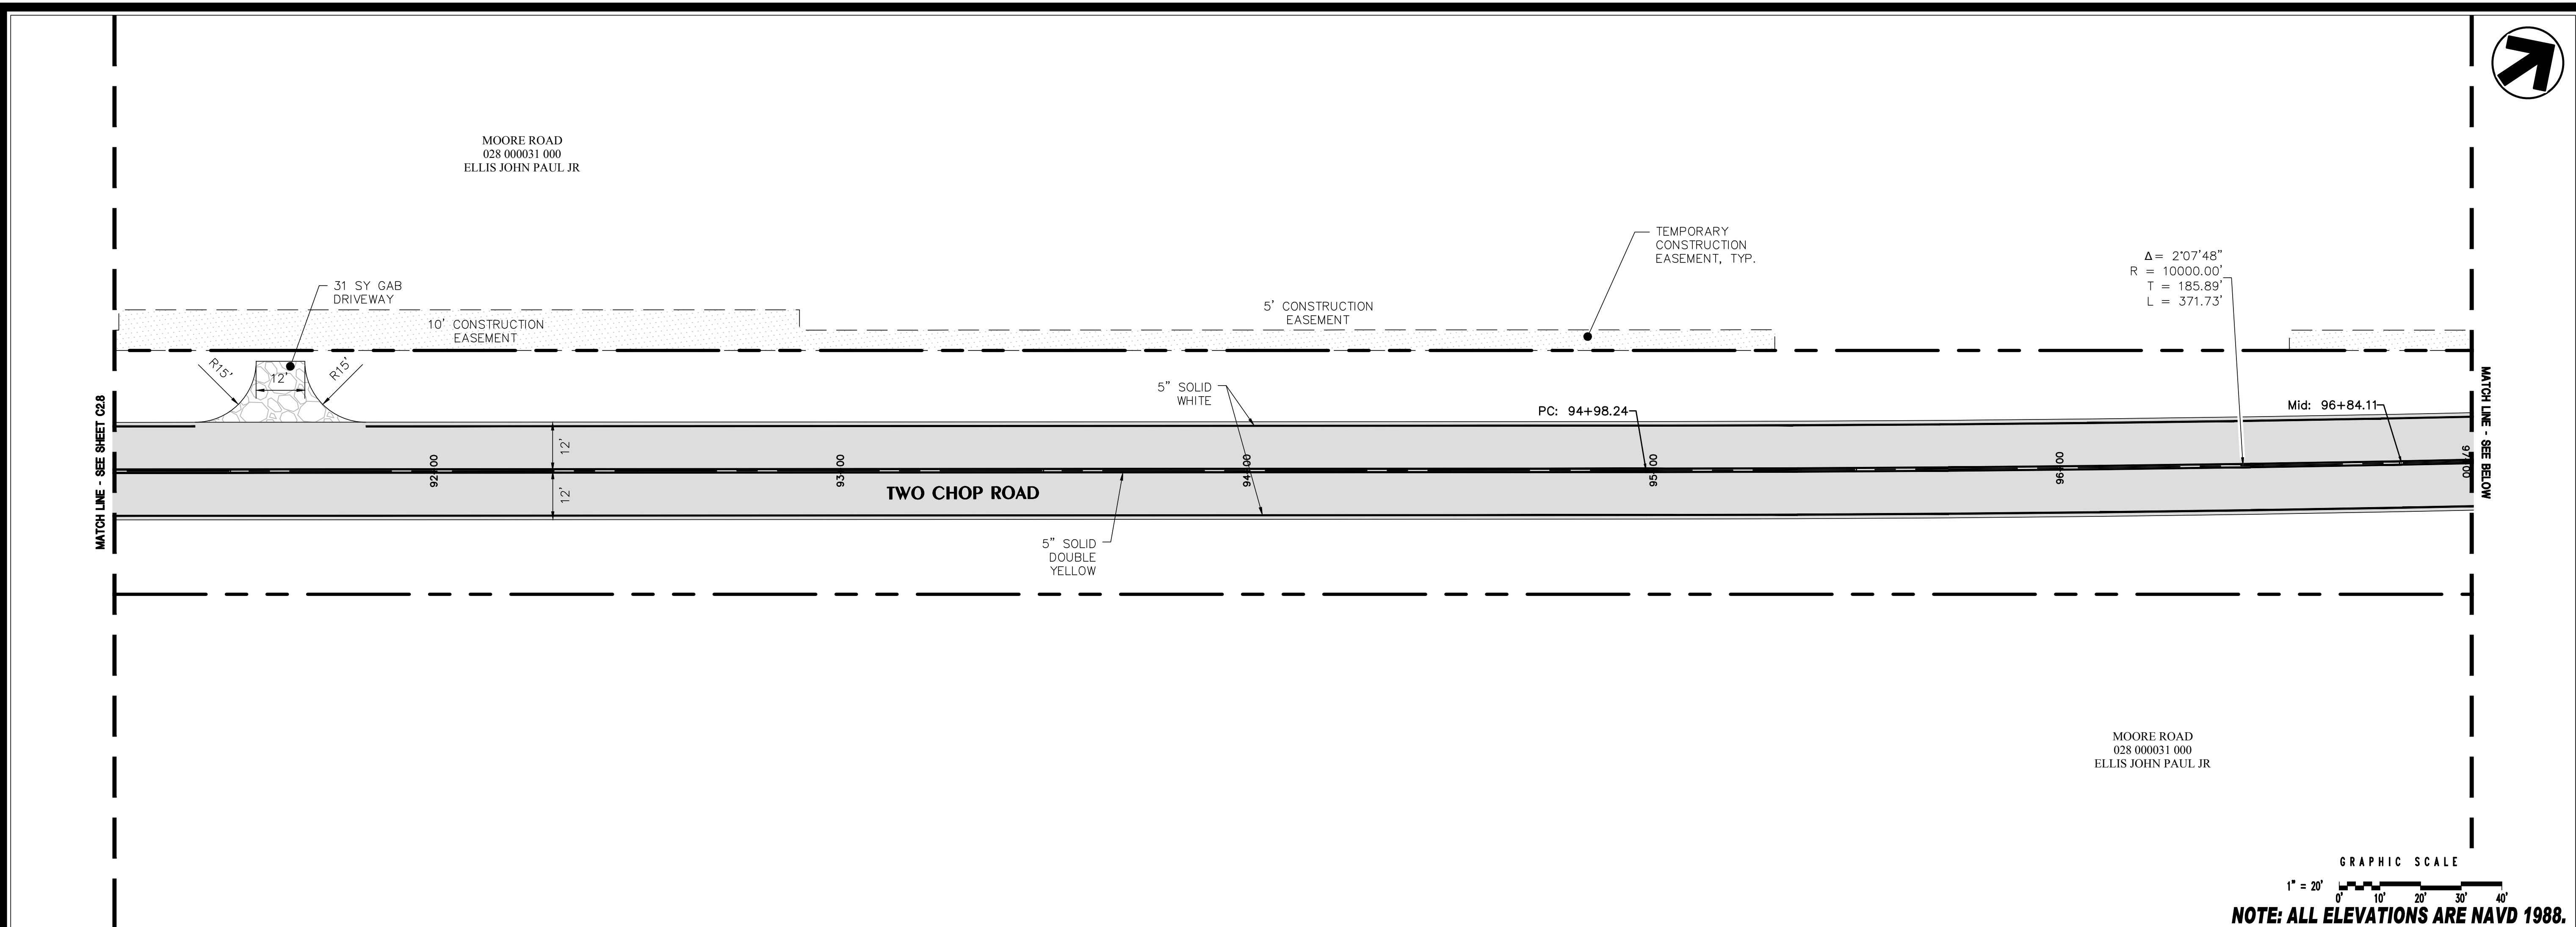 MOORE ROAD
028 000031 000
ELLIS JOHN PAUL JR
TEMPORARY
CONSTRUCTION
EASEMENT, TYP.
Δ= 2°07'48"
R = 10000.00'
T = 185.89'
L = 371.73'
31 SY GAB
DRIVEWAY
10' CONSTRUCTION
EASEMENT
5' CONSTRUCTION
EASEMENT
R15'
12'
R15'
5" SOLID
WHITE
PC: 94+98.24
Mid: 96+84.11
MATCH LINE - SEE SHEET C2.8
MATCH LINE - SEE BELOW
12'
12'
92+00
93+00
94+00
95+00
96+00
97+00
TWO CHOP ROAD
5" SOLID
DOUBLE
YELLOW
MOORE ROAD
028 000031 000
ELLIS JOHN PAUL JR
GRAPHIC SCALE
1" = 20'
0' 10' 20' 30' 40'
NOTE: ALL ELEVATIONS ARE NAVD 1988.